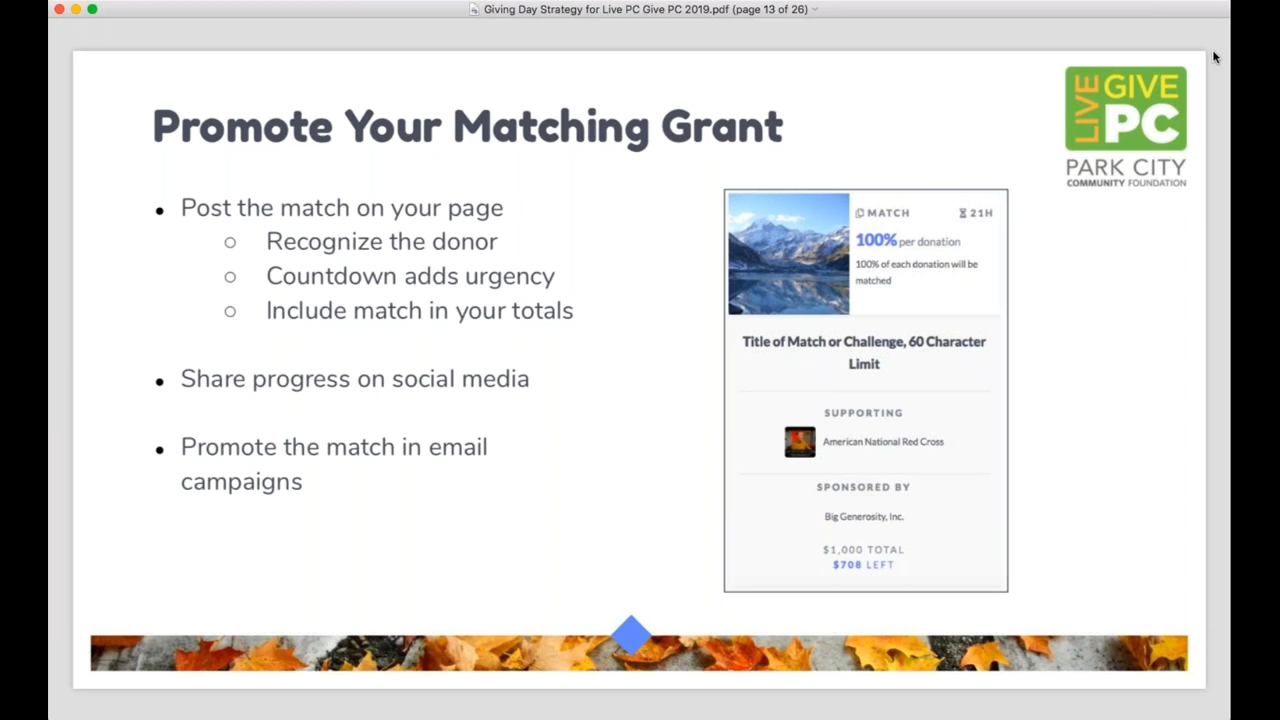 Giving Day Strategy for Live PC Give PC 2019.pdf (page 13 of 26)
LIVE GIVE PC
PARK CITY
COMMUNITY FOUNDATION
Promote Your Matching Grant
• Post the match on your page
○ Recognize the donor
○ Countdown adds urgency
○ Include match in your totals
• Share progress on social media
• Promote the match in email
campaigns
MATCH 21H
100% per donation
100% of each donation will be
matched
Title of Match or Challenge, 60 Character
Limit
SUPPORTING
American National Red Cross
SPONSORED BY
Big Generosity, Inc.
$1,000 TOTAL
$708 LEFT